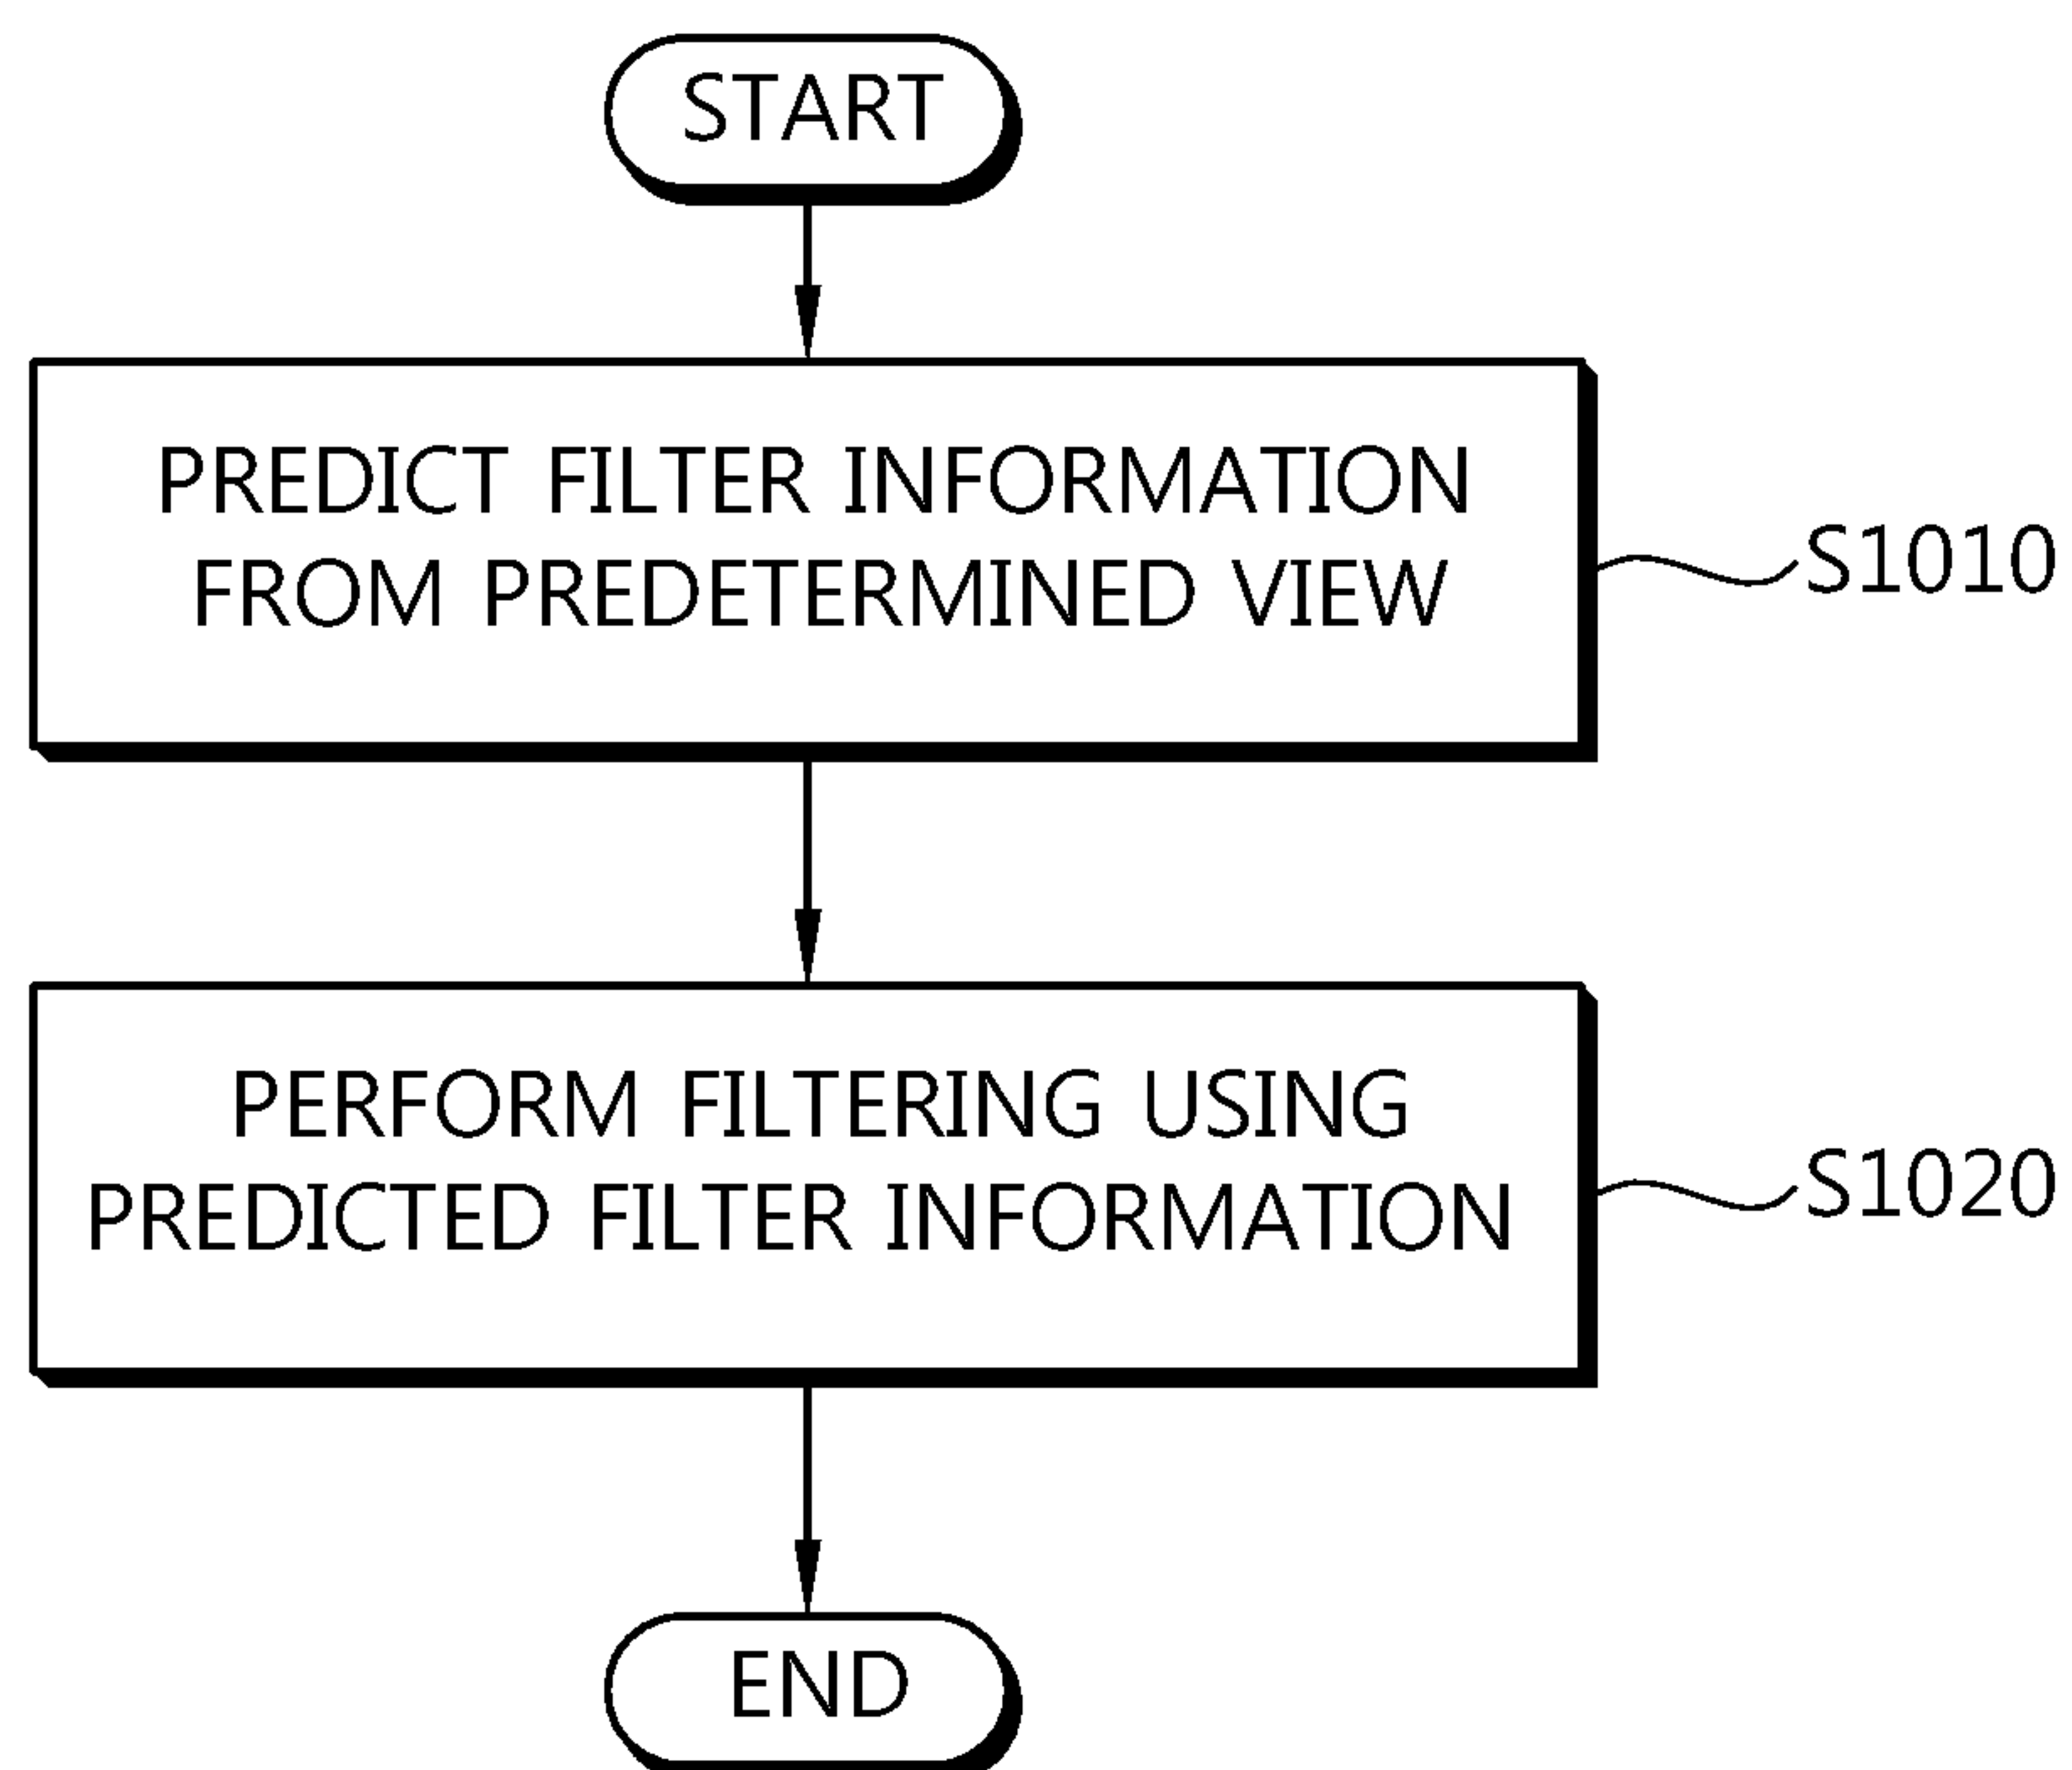 START
PREDICT FILTER INFORMATION
FROM PREDETERMINED VIEW
S1010
PERFORM FILTERING USING
PREDICTED FILTER INFORMATION
S1020
END